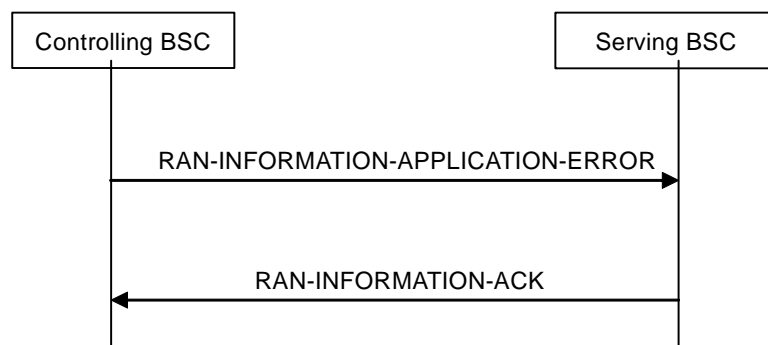 Controlling BSC
Serving BSC
RAN-INFORMATION-APPLICATION-ERROR
RAN-INFORMATION-ACK